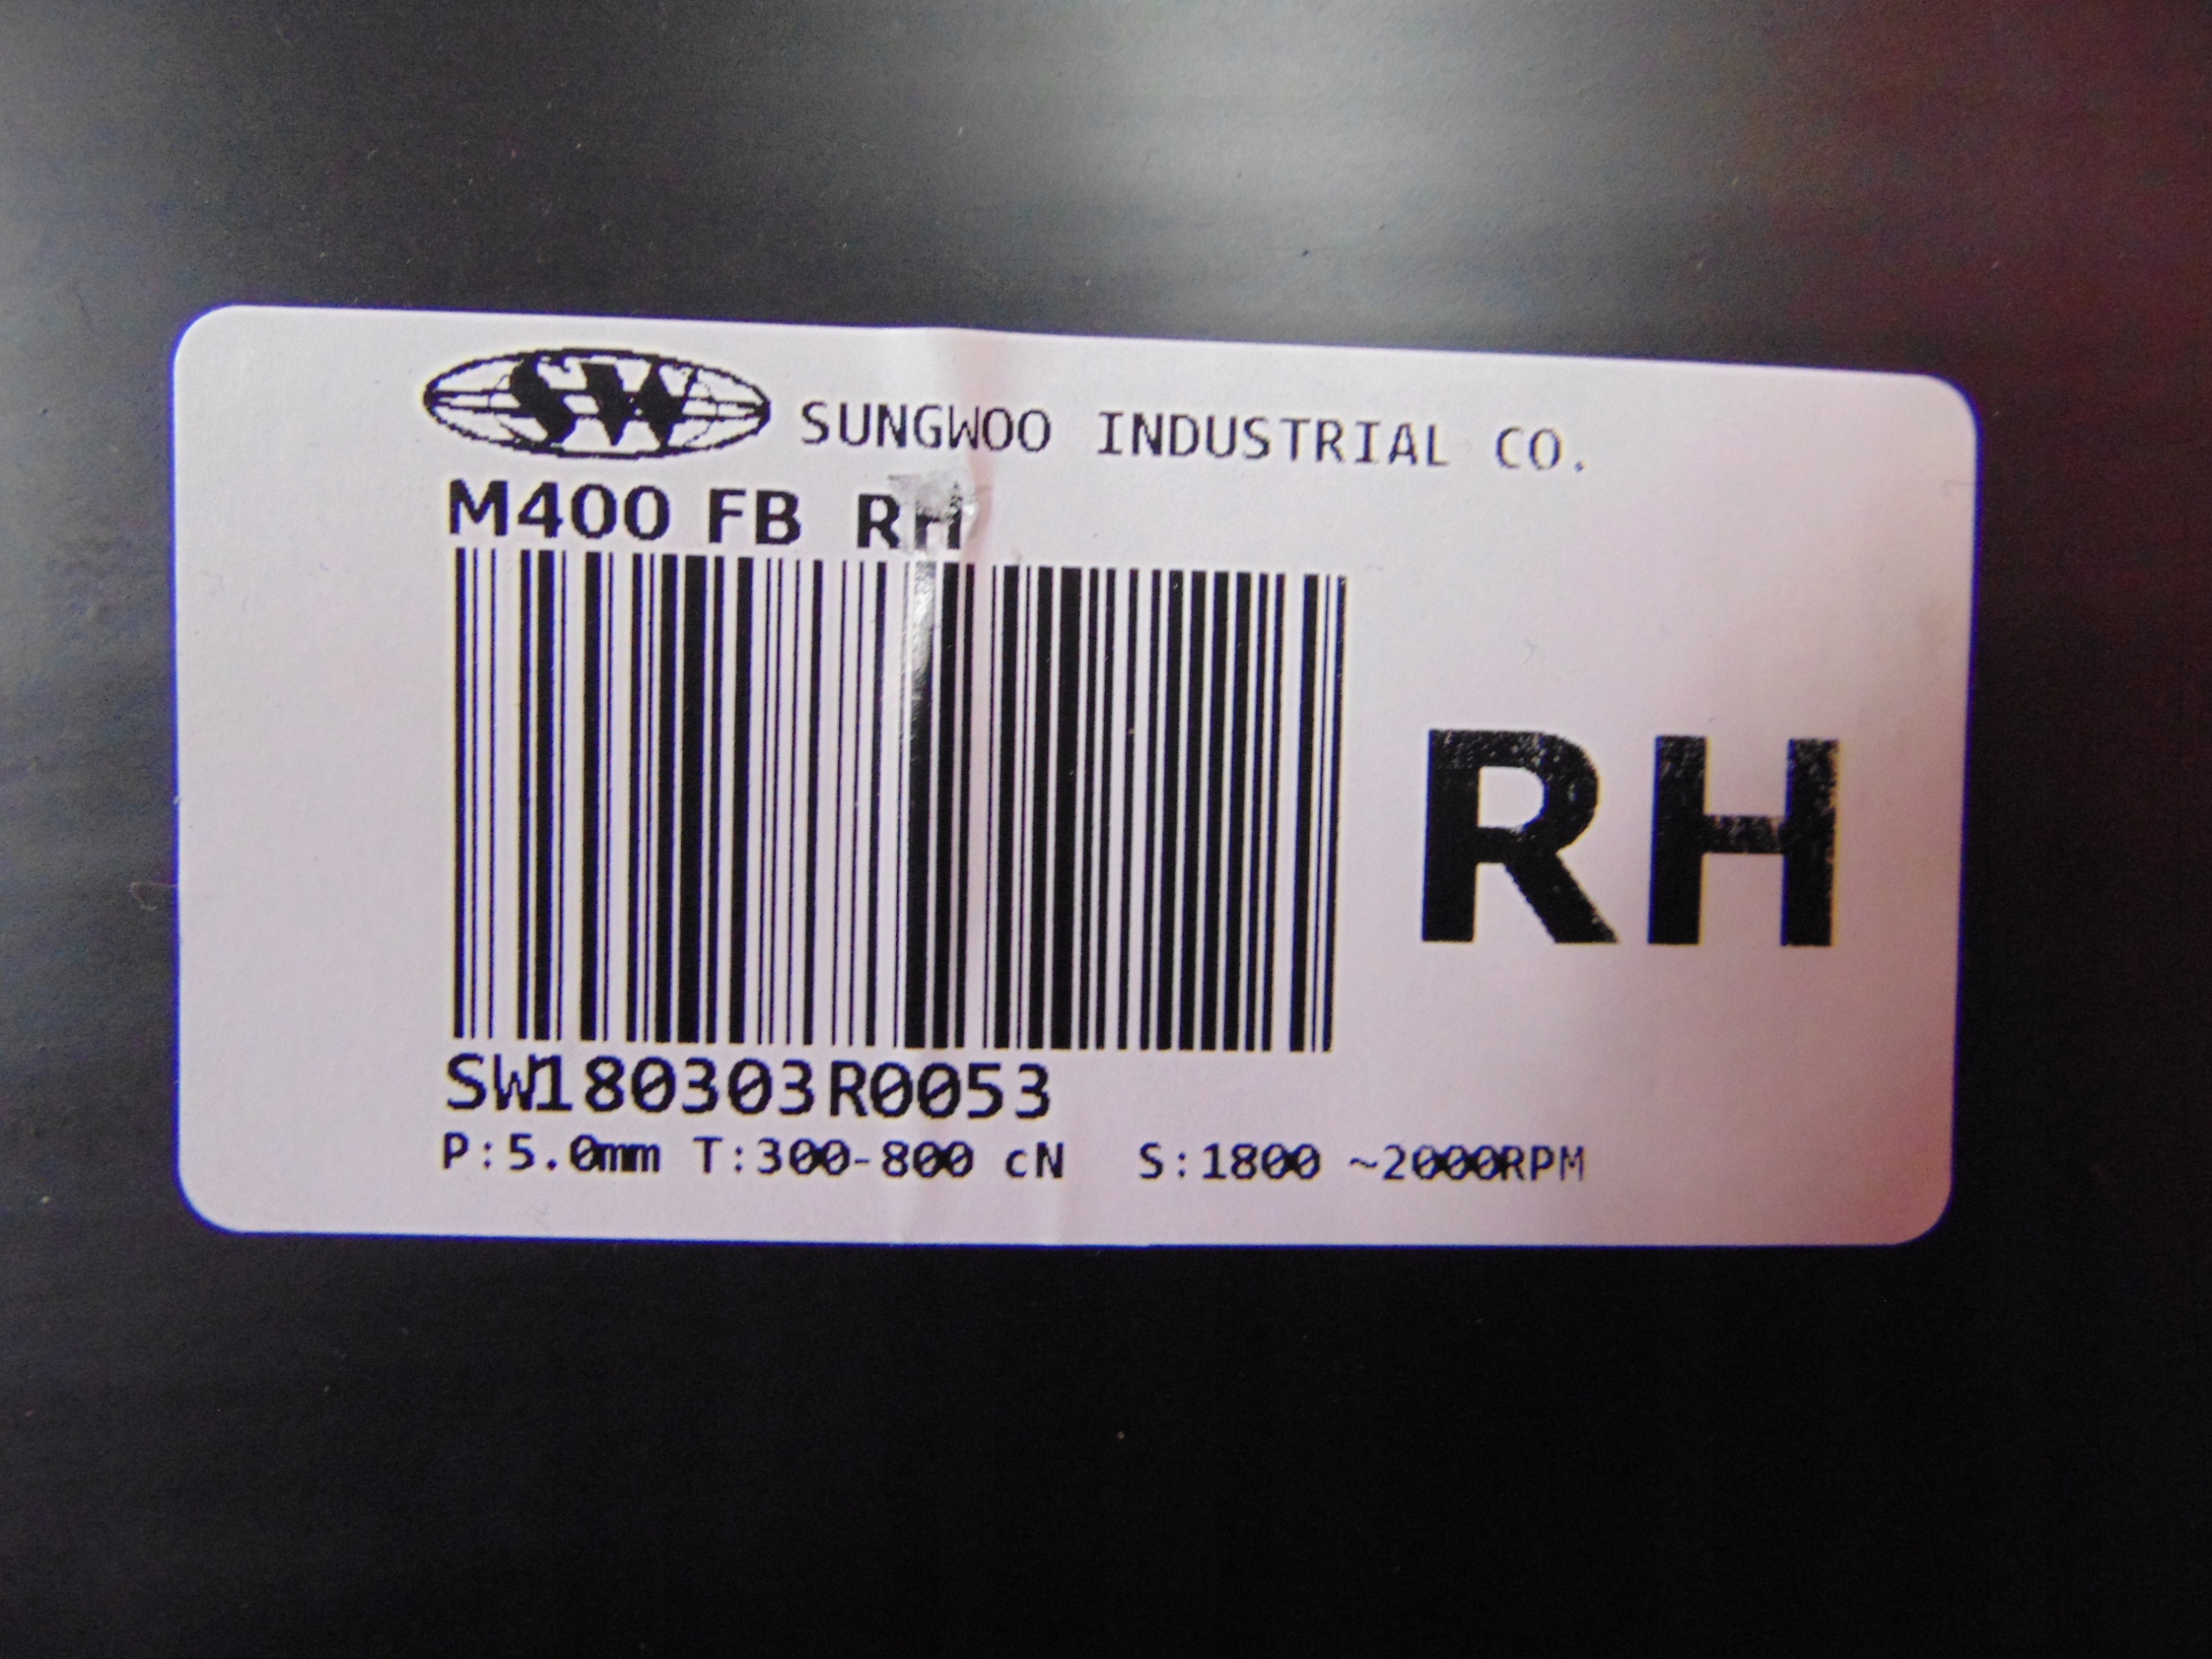 SW SUNGWOO INDUSTRIAL CO.
M400 FB RH
RH
SW180303R0053
P:5.0mm T:300-800 cN S:1800 ~2000RPM